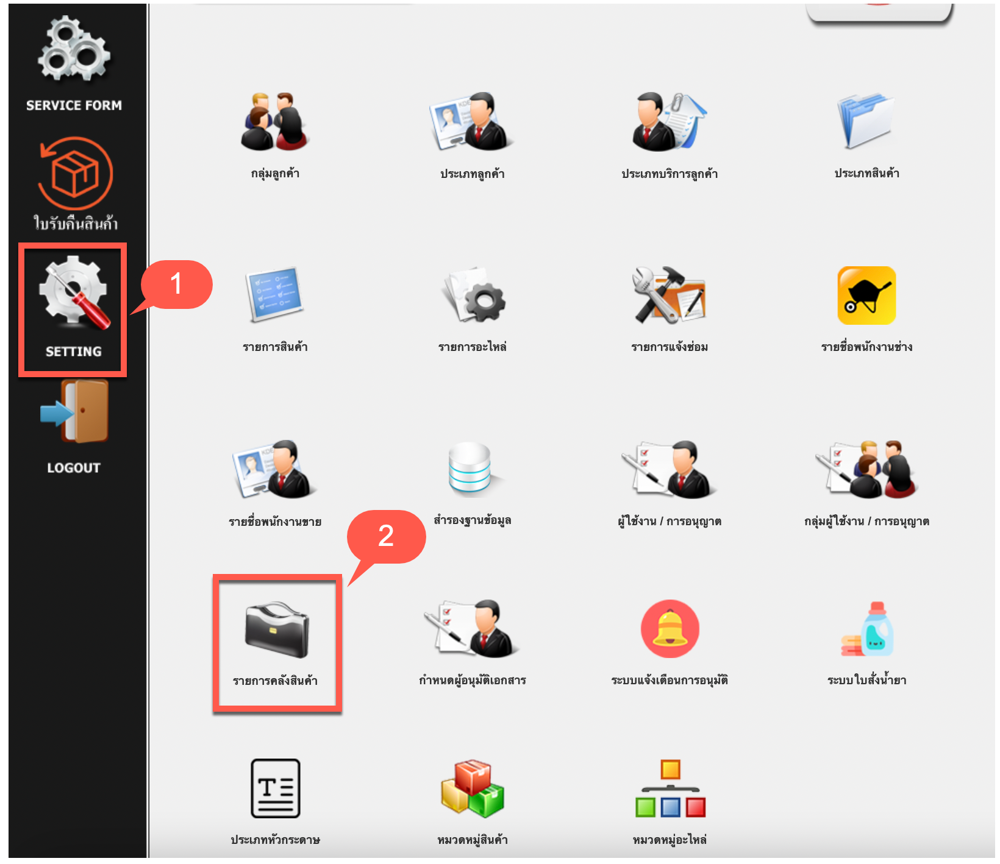 SERVICE FORM
ใบรับคืนสินค้า
1
SETTING
LOGOUT
กลุ่มลูกค้า
ประเภทลูกค้า
ประเภทบริการลูกค้า
ประเภทสินค้า
รายการสินค้า
รายการอะไหล่
รายการแจ้งซ่อม
รายชื่อพนักงานช่าง
รายชื่อพนักงานขาย
สำรองฐานข้อมูล
ผู้ใช้งาน / การอนุญาต
กลุ่มผู้ใช้งาน / การอนุญาต
2
รายการคลังสินค้า
กำหนดผู้อนุมัติเอกสาร
ระบบแจ้งเตือนการอนุมัติ
ระบบใบสั่งน้ำยา
ประเภทหัวกระดาษ
หมวดหมู่สินค้า
หมวดหมู่อะไหล่